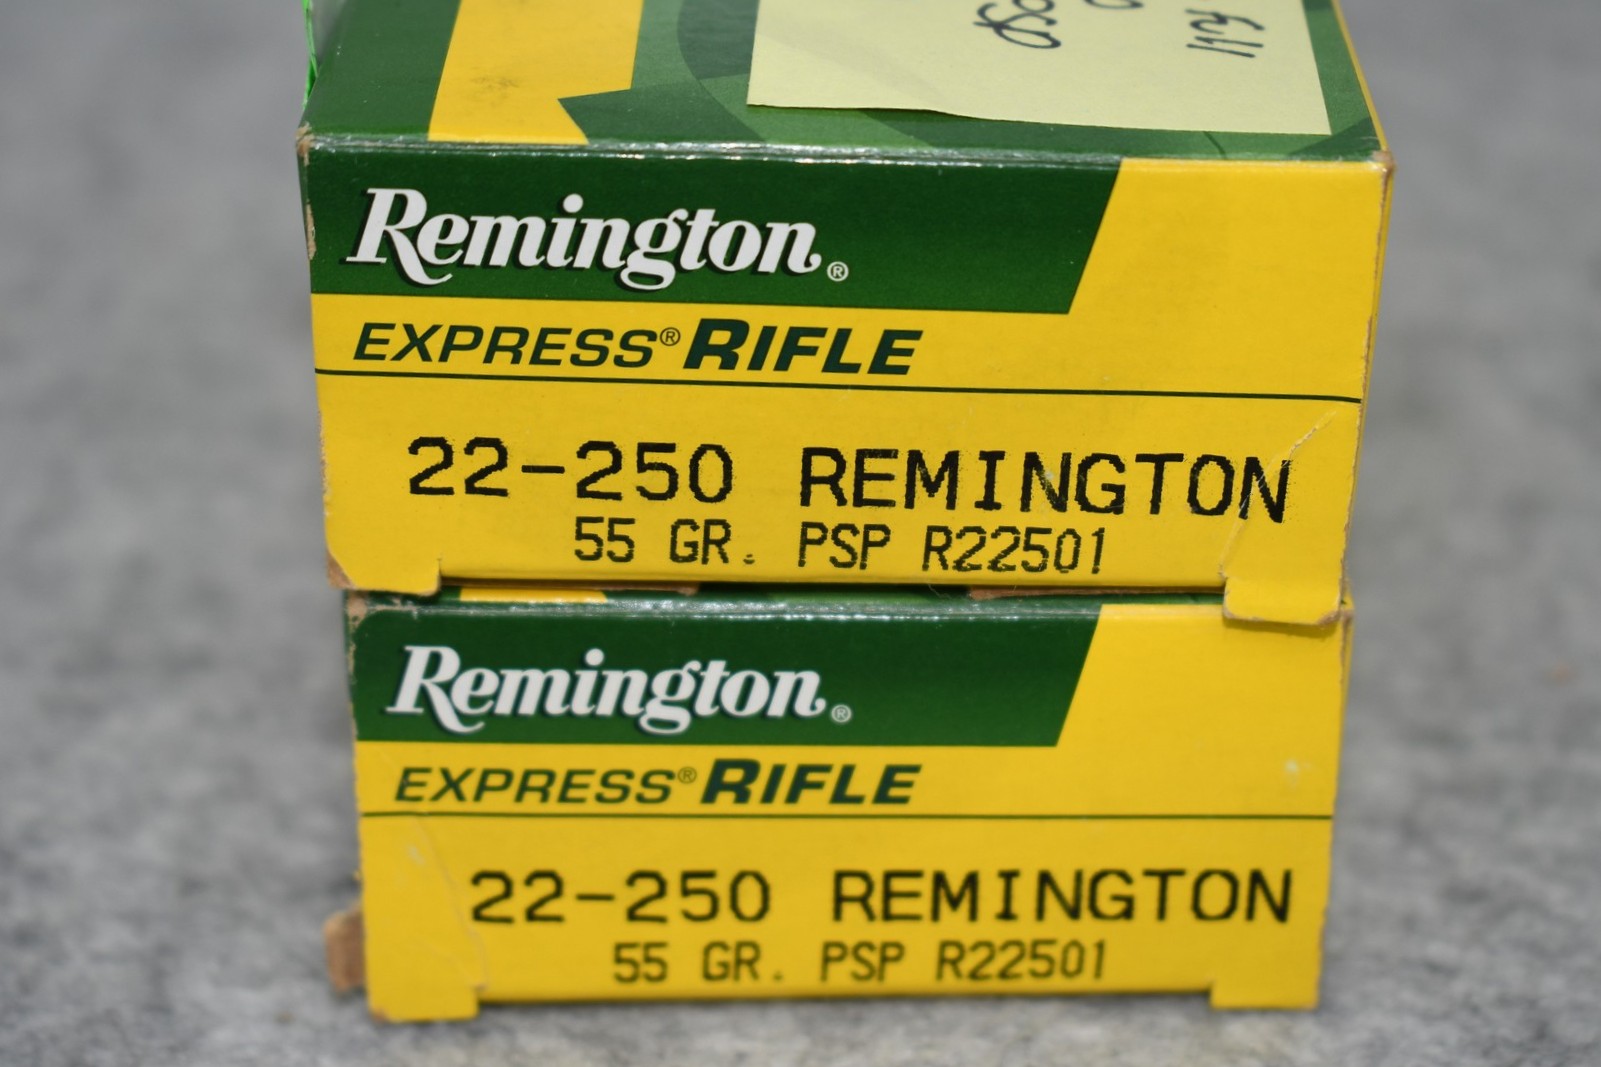 Remington®
EXPRESS® RIFLE
22-250 REMINGTON
55 GR. PSP R22501
Remington®
EXPRESS® RIFLE
22-250 REMINGTON
55 GR. PSP R22501